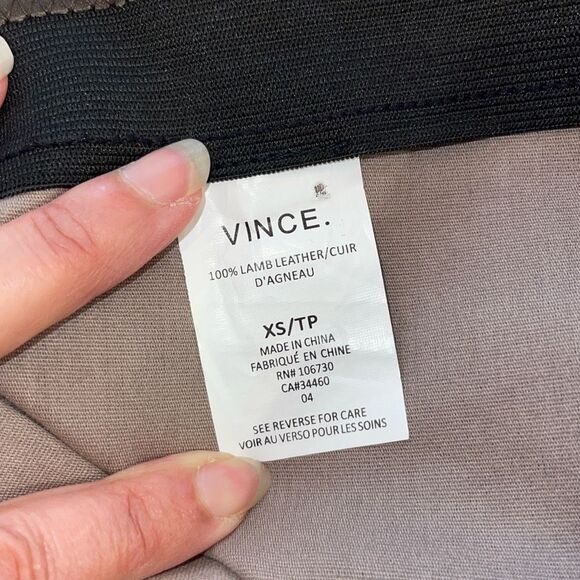 VINCE.
100% LAMB LEATHER/CUIR
D'AGNEAU
XS/TP
MADE IN CHINA
FABRIQUÉ EN CHINE
RN# 106730
CA#34460
04
SEE REVERSE FOR CARE
VOIR AU VERSO POUR LES SOINS